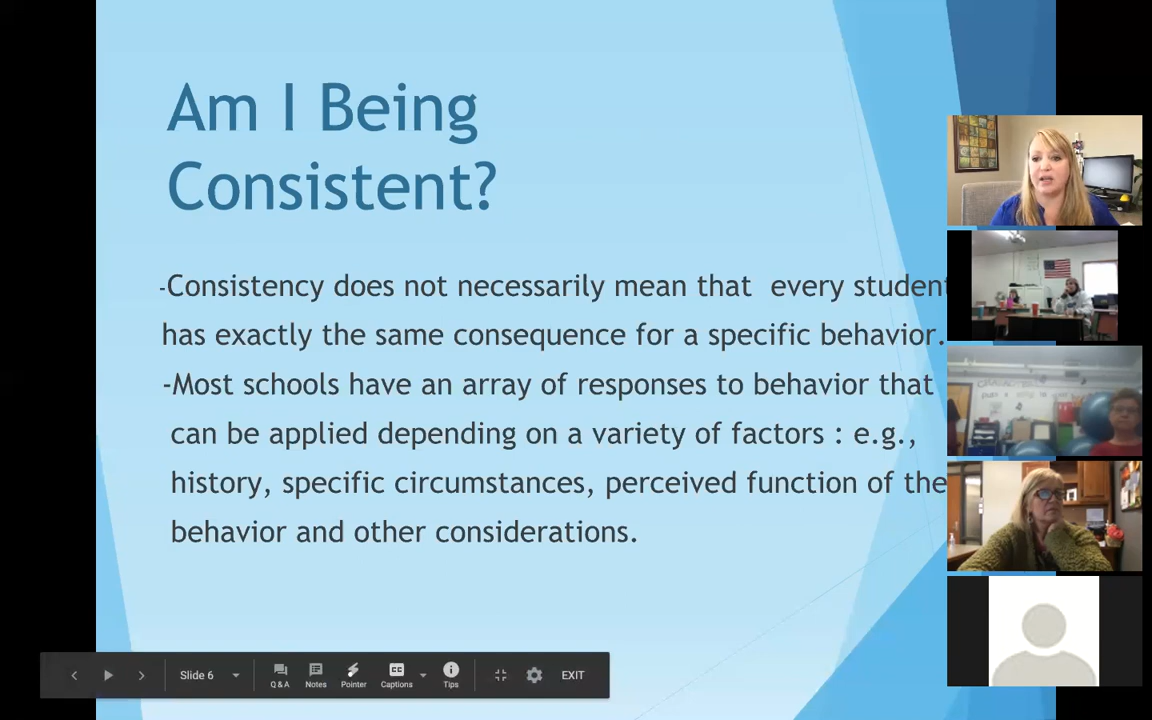 Am I Being
Consistent?
-Consistency does not necessarily mean that every student
has exactly the same consequence for a specific behavior.
-Most schools have an array of responses to behavior that
can be applied depending on a variety of factors : e.g.,
history, specific circumstances, perceived function of the
behavior and other considerations.
Slide 6
Q&A
Notes
Pointer
Captions
Tips
EXIT